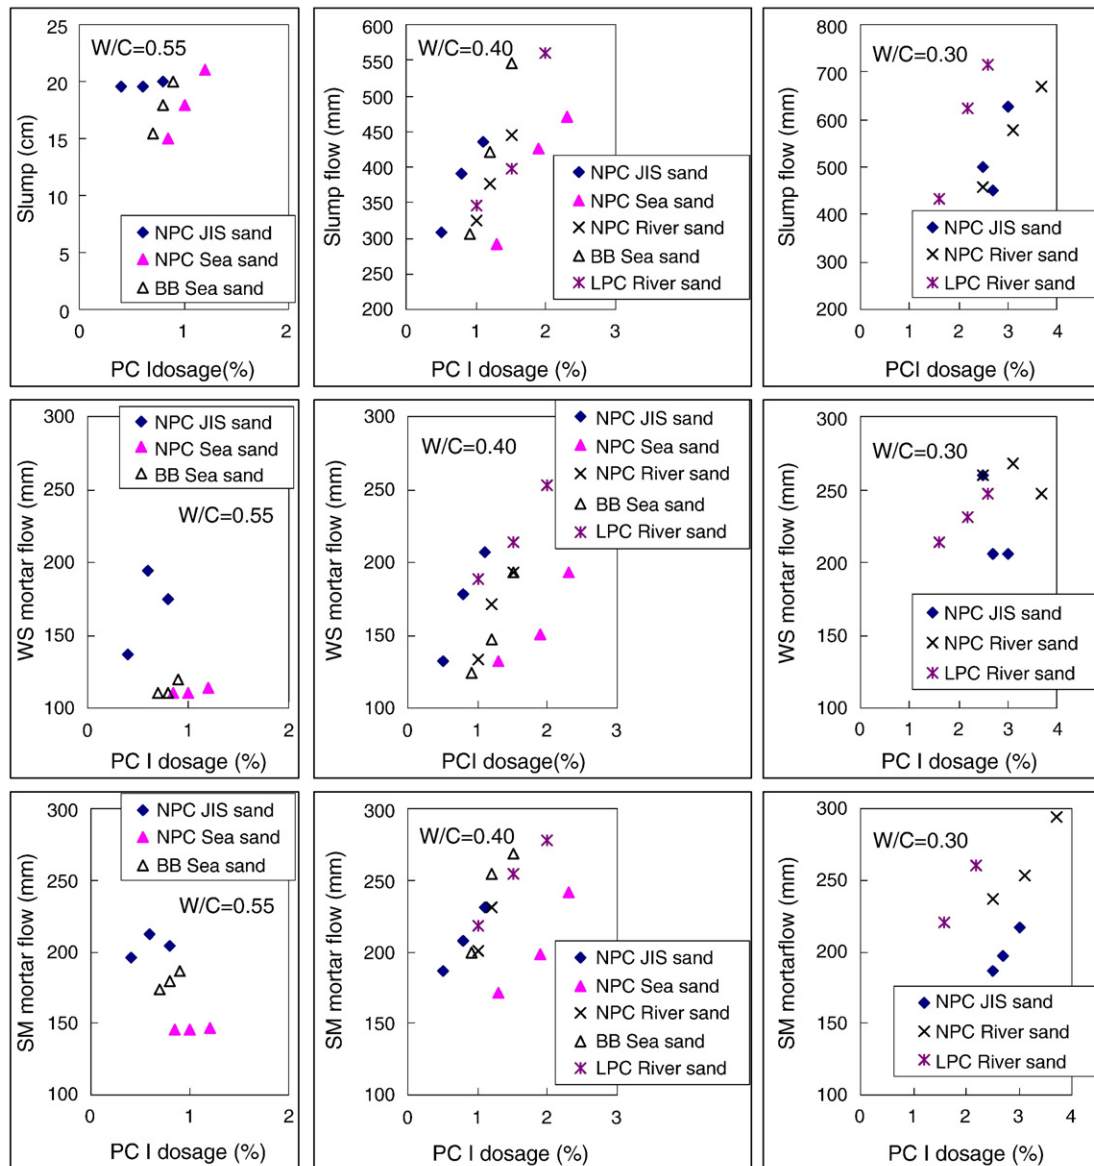 25
20
15
10
5
0
Slump (cm)
W/C=0.55
NPC JIS sand
NPC Sea sand
BB Sea sand
0
1
2
PC Idosage(%)
600
550
500
450
400
350
300
250
200
Slump flow (mm)
W/C=0.40
NPC JIS sand
NPC Sea sand
NPC River sand
BB Sea sand
LPC River sand
0
1
2
3
PC I dosage (%)
800
700
600
500
400
300
200
Slump flow (mm)
W/C=0.30
NPC JIS sand
NPC River sand
LPC River sand
0
1
2
3
4
PCI dosage (%)
300
250
200
150
100
WS mortar flow (mm)
NPC JIS sand
NPC Sea sand
BB Sea sand
W/C=0.55
0
1
2
PC I dosage (%)
300
250
200
150
100
WS mortar flow (mm)
W/C=0.40
NPC JIS sand
NPC Sea sand
NPC River sand
BB Sea sand
LPC River sand
0
1
2
3
PCI dosage(%)
300
250
200
150
100
WS mortar flow (mm)
W/C=0.30
NPC JIS sand
NPC River sand
LPC River sand
0
1
2
3
4
PC I dosage (%)
300
250
200
150
100
SM mortar flow (mm)
NPC JIS sand
NPC Sea sand
BB Sea sand
W/C=0.55
0
1
2
PC I dosage (%)
300
250
200
150
100
SM mortar flow (mm)
W/C=0.40
NPC JIS sand
NPC Sea sand
NPC River sand
BB Sea sand
LPC River sand
0
1
2
3
PC I dosage (%)
300
250
200
150
100
SM mortarflow (mm)
W/C=0.30
NPC JIS sand
NPC River sand
LPC River sand
0
1
2
3
4
PC I dosage (%)